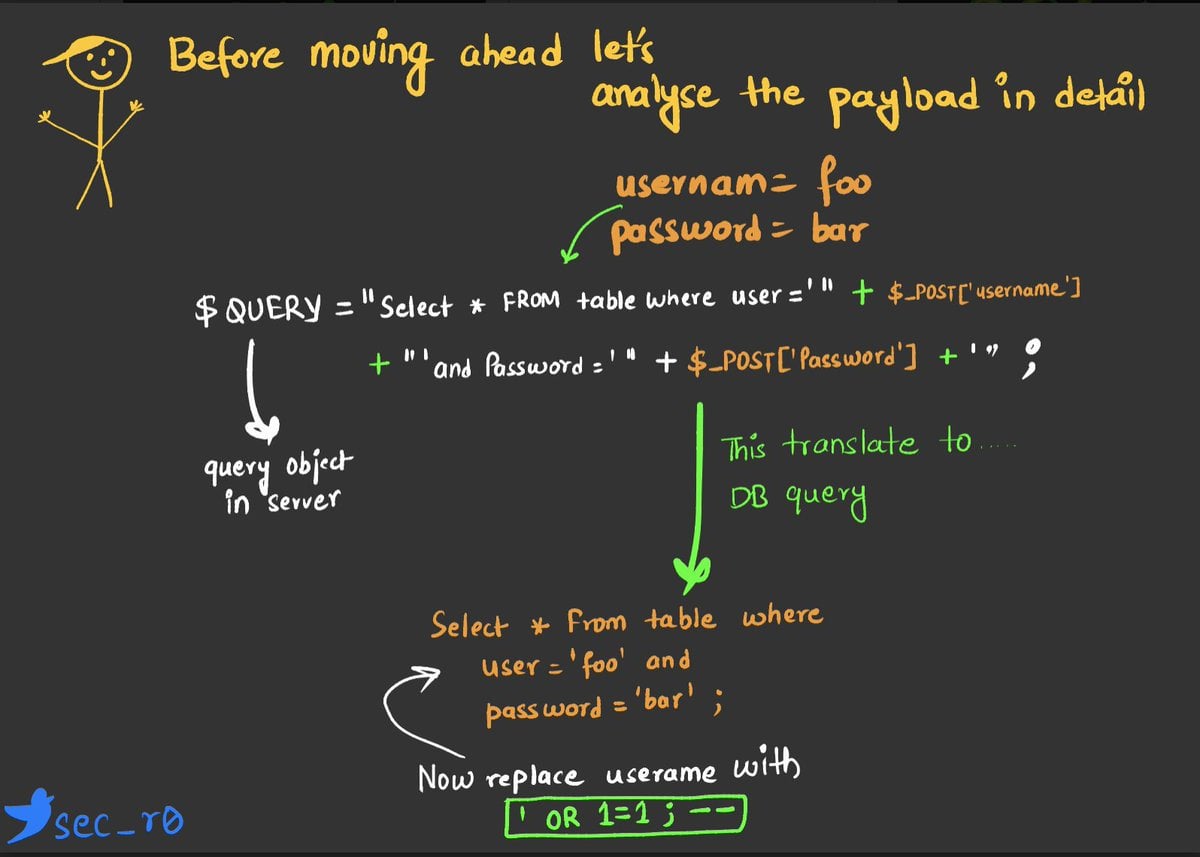 Before moving ahead let's
analyse the payload in detail
usernam= foo
password = bar
$QUERY = "Select * FROM table where user ='" + $_POST['username']
+ "' and Password ='" + $_POST['Password'] + '" ;
query object
in server
This translate to......
DB query
Select * From table where
user = 'foo' and
password = 'bar' ;
Now replace userame with
' OR 1=1 ; --
sec_r0